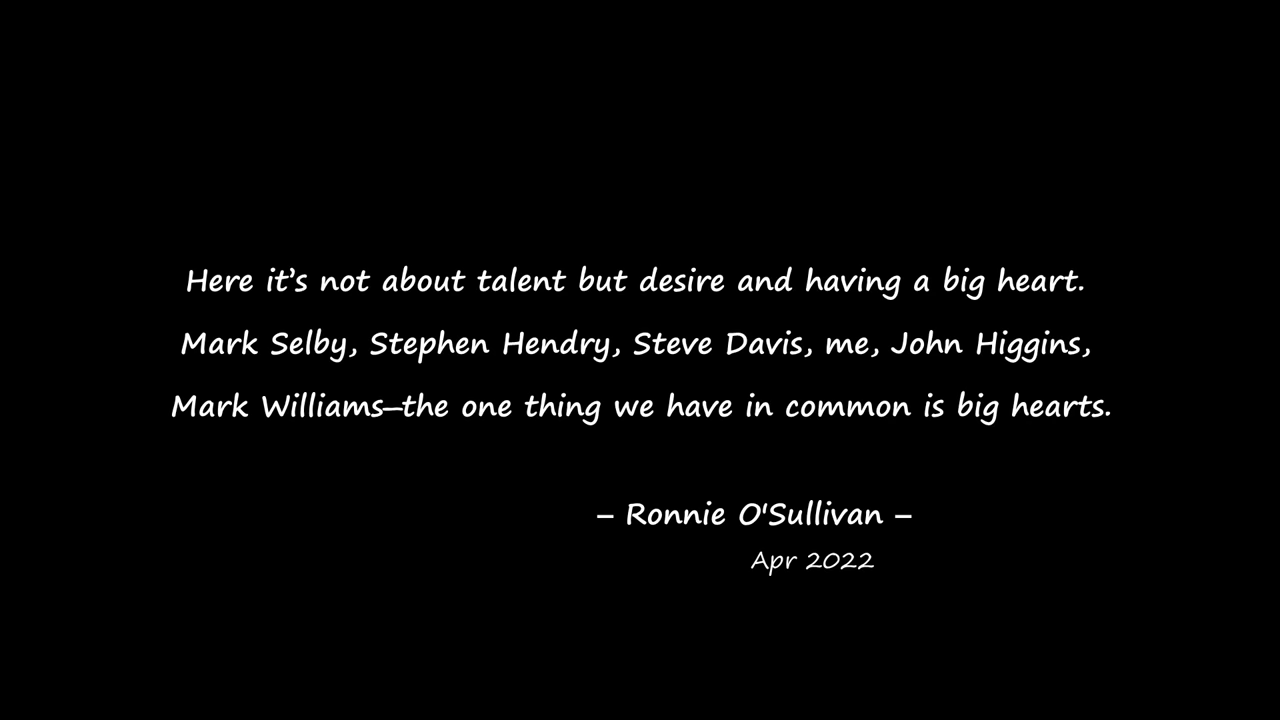 Here it’s not about talent but desire and having a big heart.
Mark Selby, Stephen Hendry, Steve Davis, me, John Higgins,
Mark Williams—the one thing we have in common is big hearts.
– Ronnie O'Sullivan –
Apr 2022